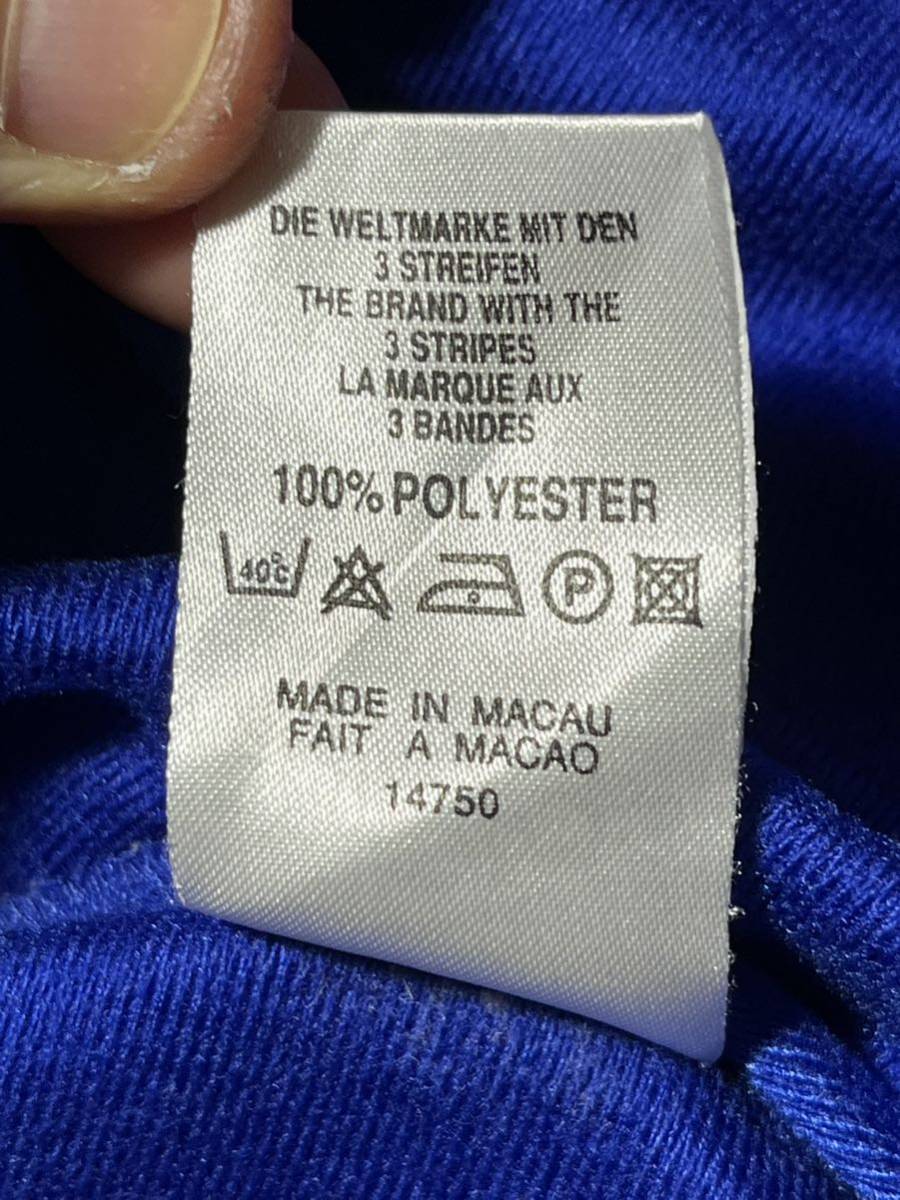 DIE WELTMARKE MIT DEN
3 STREIFEN
THE BRAND WITH THE
3 STRIPES
LA MARQUE AUX
3 BANDES
100% POLYESTER
40°C P
MADE IN MACAU
FAIT A MACAO
14750